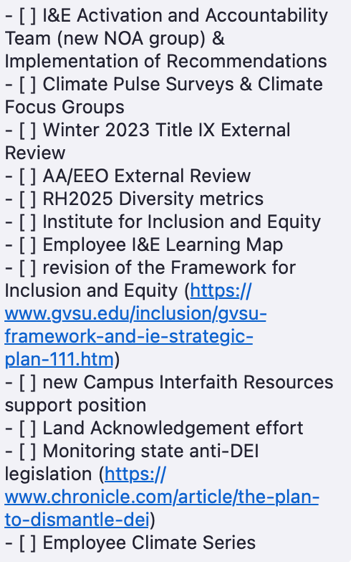 - [ ] I&E Activation and Accountability
Team (new NOA group) &
Implementation of Recommendations
- [ ] Climate Pulse Surveys & Climate
Focus Groups
- [ ] Winter 2023 Title IX External
Review
- [ ] AA/EEO External Review
- [ ] RH2025 Diversity metrics
- [ ] Institute for Inclusion and Equity
- [ ] Employee I&E Learning Map
- [ ] revision of the Framework for
Inclusion and Equity (https://
www.gvsu.edu/inclusion/gvsu-
framework-and-ie-strategic-
plan-111.htm)
- [ ] new Campus Interfaith Resources
support position
- [ ] Land Acknowledgement effort
- [ ] Monitoring state anti-DEI
legislation (https://
www.chronicle.com/article/the-plan-
to-dismantle-dei)
- [ ] Employee Climate Series